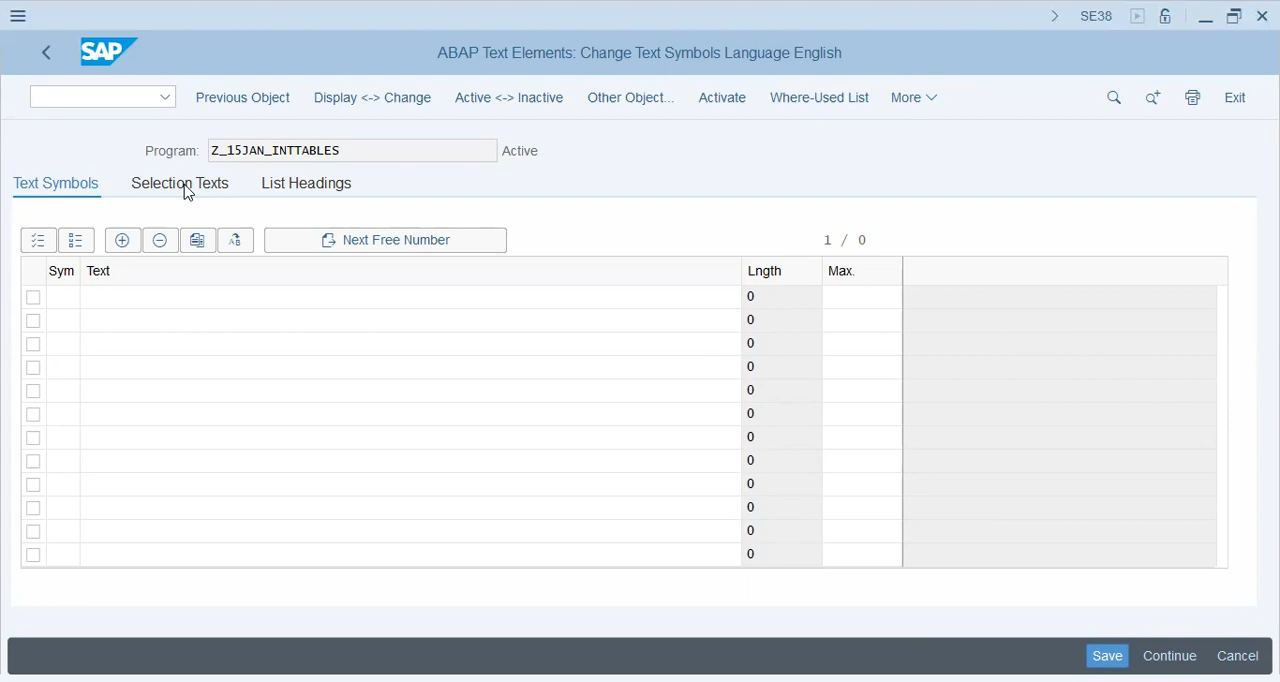 SE38
SAP ABAP Text Elements: Change Text Symbols Language English
Previous Object Display <-> Change Active <-> Inactive Other Object... Activate Where-Used List More Exit
Program: Z_15JAN_INTTABLES Active
Text Symbols Selection Texts List Headings
Next Free Number 1 / 0
Sym Text Lngth Max.
0
0
0
0
0
0
0
0
0
0
0
0
Save Continue Cancel